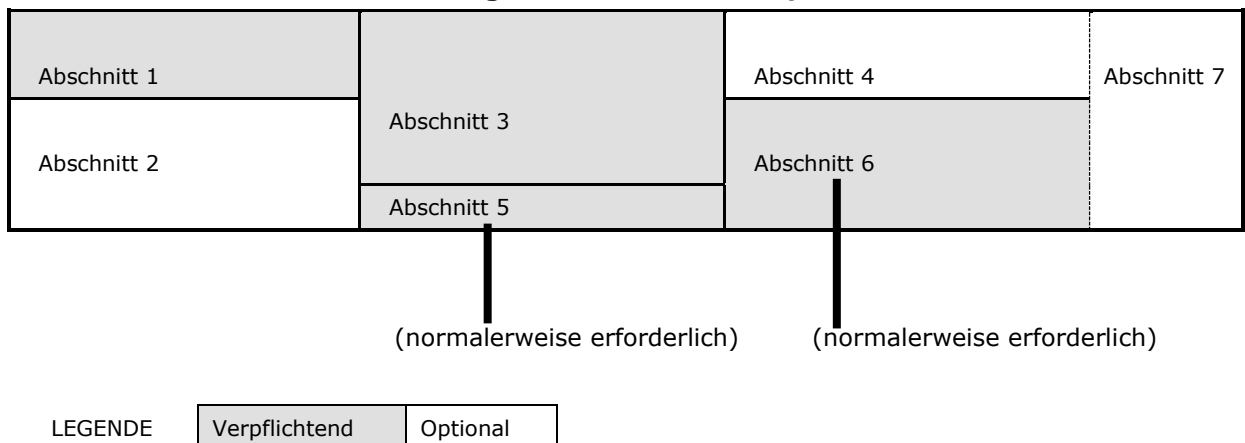 Abschnitt 1
Abschnitt 2
Abschnitt 3
Abschnitt 5
Abschnitt 4
Abschnitt 6
Abschnitt 7
(normalerweise erforderlich)
(normalerweise erforderlich)
LEGENDE
Verpflichtend
Optional